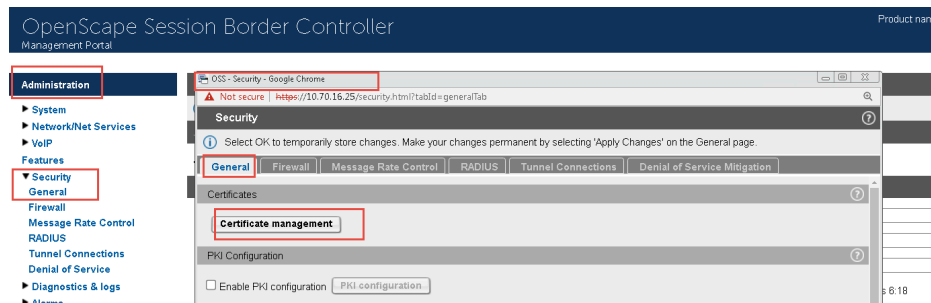 OpenScape Session Border Controller
Management Portal
Product nan
Administration
System
Network/Net Services
VoIP
Features
Security
General
Firewall
Message Rate Control
RADIUS
Tunnel Connections
Denial of Service
Diagnostics & logs
Alarms
OSS - Security - Google Chrome
Not secure | https://10.70.16.25/security.html?tabId=generalTab
Security
Select OK to temporarily store changes. Make your changes permanent by selecting 'Apply Changes' on the General page.
General Firewall Message Rate Control RADIUS Tunnel Connections Denial of Service Mitigation
Certificates
Certificate management
PKI Configuration
Enable PKI configuration PKI configuration
s 6:18